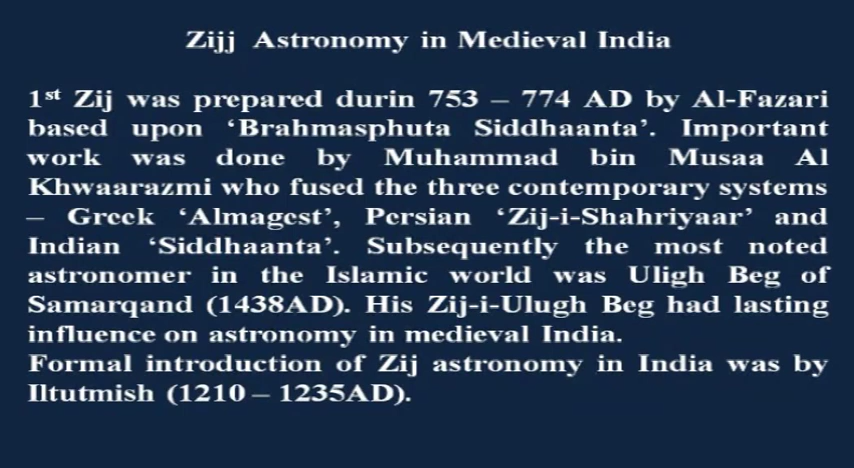 Zijj Astronomy in Medieval India
1st Zij was prepared durin 753 – 774 AD by Al-Fazari
based upon ‘Brahmasphuta Siddhaanta’. Important
work was done by Muhammad bin Musaa Al
Khwaarazmi who fused the three contemporary systems
– Greek ‘Almagest’, Persian ‘Zij-i-Shahriyaar’ and
Indian ‘Siddhaanta’. Subsequently the most noted
astronomer in the Islamic world was Uligh Beg of
Samarqand (1438AD). His Zij-i-Ulugh Beg had lasting
influence on astronomy in medieval India.
Formal introduction of Zij astronomy in India was by
Iltutmish (1210 – 1235AD).